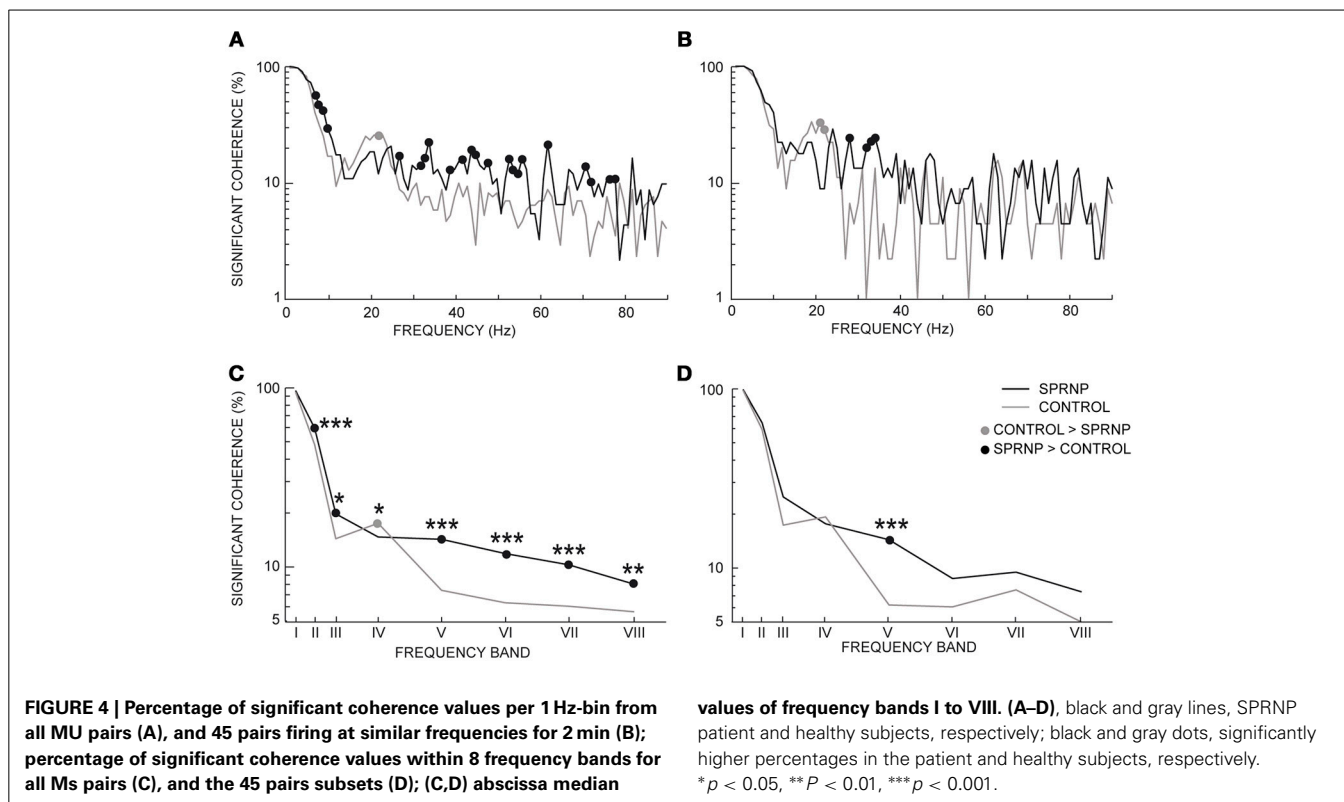 A
B
SIGNIFICANT COHERENCE (%)
100
10
1
0
20
40
60
80
FREQUENCY (Hz)
SIGNIFICANT COHERENCE (%)
100
10
1
0
20
40
60
80
FREQUENCY (Hz)
C
D
SIGNIFICANT COHERENCE (%)
100
10
5
***
*
*
***
***
***
**
I II III IV V VI VII VIII
FREQUENCY BAND
SIGNIFICANT COHERENCE (%)
100
10
5
***
I II III IV V VI VII VIII
FREQUENCY BAND
SPRNP
CONTROL
CONTROL > SPRNP
SPRNP > CONTROL
FIGURE 4 | Percentage of significant coherence values per 1 Hz-bin from
all MU pairs (A), and 45 pairs firing at similar frequencies for 2 min (B);
percentage of significant coherence values within 8 frequency bands for
all Ms pairs (C), and the 45 pairs subsets (D); (C,D) abscissa median
values of frequency bands I to VIII. (A–D), black and gray lines, SPRNP
patient and healthy subjects, respectively; black and gray dots, significantly
higher percentages in the patient and healthy subjects, respectively.
*p < 0.05, **P < 0.01, ***p < 0.001.